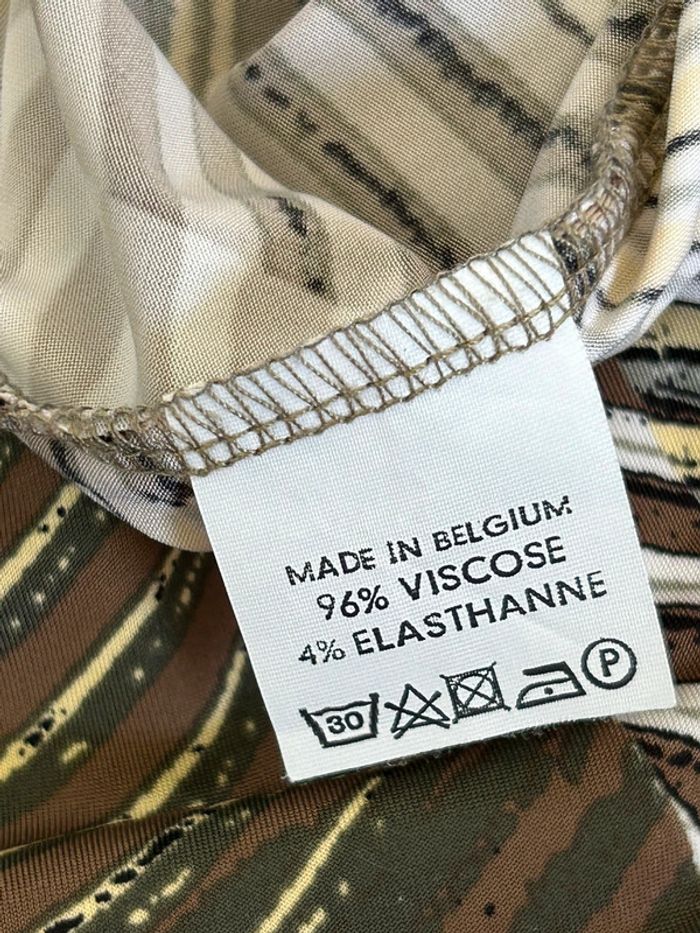 MADE IN BELGIUM
96% VISCOSE
4% ELASTHANNE
30 P